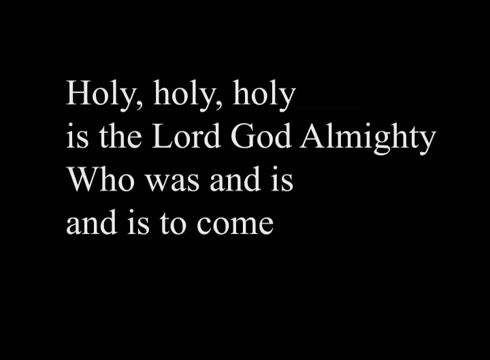 Holy, holy, holy
is the Lord God Almighty
Who was and is
and is to come